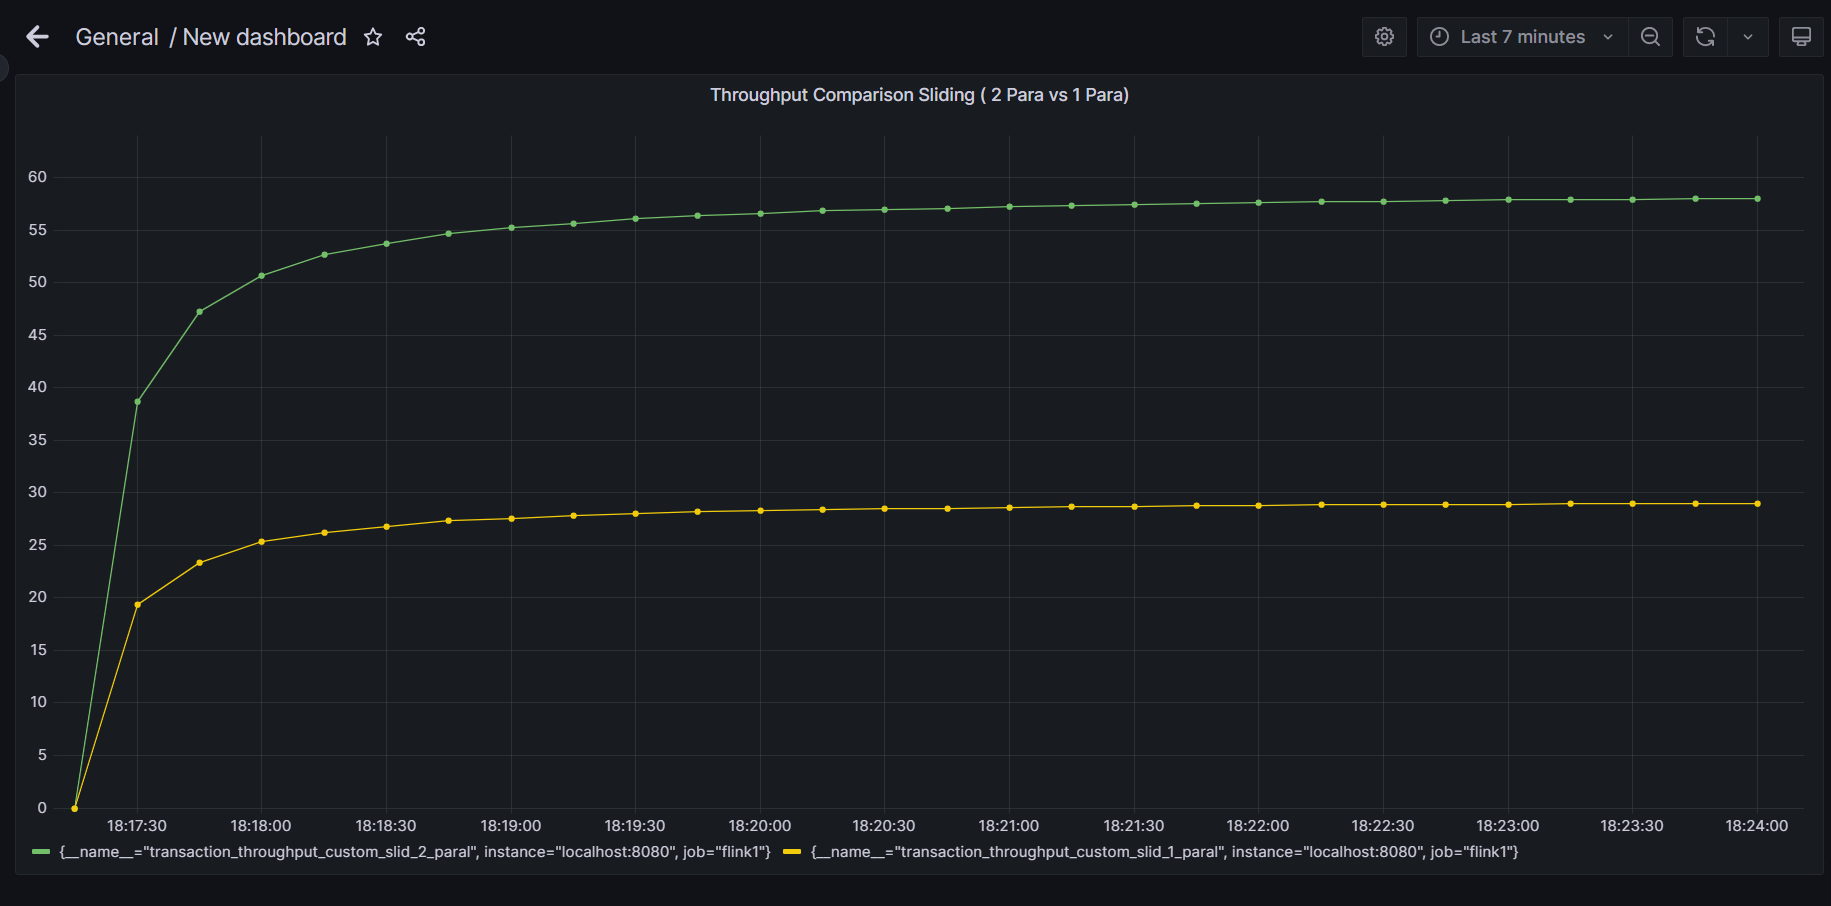 General / New dashboard
Last 7 minutes
Throughput Comparison Sliding ( 2 Para vs 1 Para)
60
55
50
45
40
35
30
25
20
15
10
5
0
18:17:30 18:18:00 18:18:30 18:19:00 18:19:30 18:20:00 18:20:30 18:21:00 18:21:30 18:22:00 18:22:30 18:23:00 18:23:30 18:24:00
{__name__="transaction_throughput_custom_slid_2_paral", instance="localhost:8080", job="flink1"} {__name__="transaction_throughput_custom_slid_1_paral", instance="localhost:8080", job="flink1"}